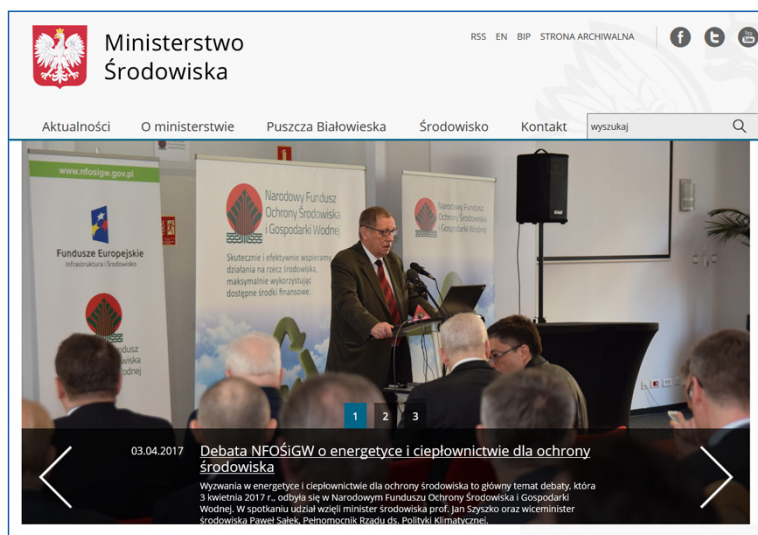 Ministerstwo
Środowiska
RSS EN BIP STRONA ARCHIWALNA
f
You
Aktualności O ministerstwie Puszcza Białowieska Środowisko Kontakt wyszukaj
www.nfosigw.gov.pl
Fundusze Europejskie
Infrastruktura i Środowisko
Narodowy Fundusz
Ochrony Środowiska
i Gospodarki Wodnej
Skutecznie i efektywnie wspieramy
działania na rzecz środowiska,
maksymalnie wykorzystując
dostępne środki finansowe.
Narodowy Fundusz
Ochrony Środowiska
i Gospodarki Wodnej
1 2 3
03.04.2017
Debata NFOŚiGW o energetyce i ciepłownictwie dla ochrony
środowiska
Wyzwania w energetyce i ciepłownictwie dla ochrony środowiska to główny temat debaty, która
3 kwietnia 2017 r., odbyła się w Narodowym Funduszu Ochrony Środowiska i Gospodarki
Wodnej. W spotkaniu udział wzięli minister środowiska prof. Jan Szyszko oraz wiceminister
środowiska Paweł Sałek, Pełnomocnik Rządu ds. Polityki Klimatycznej.